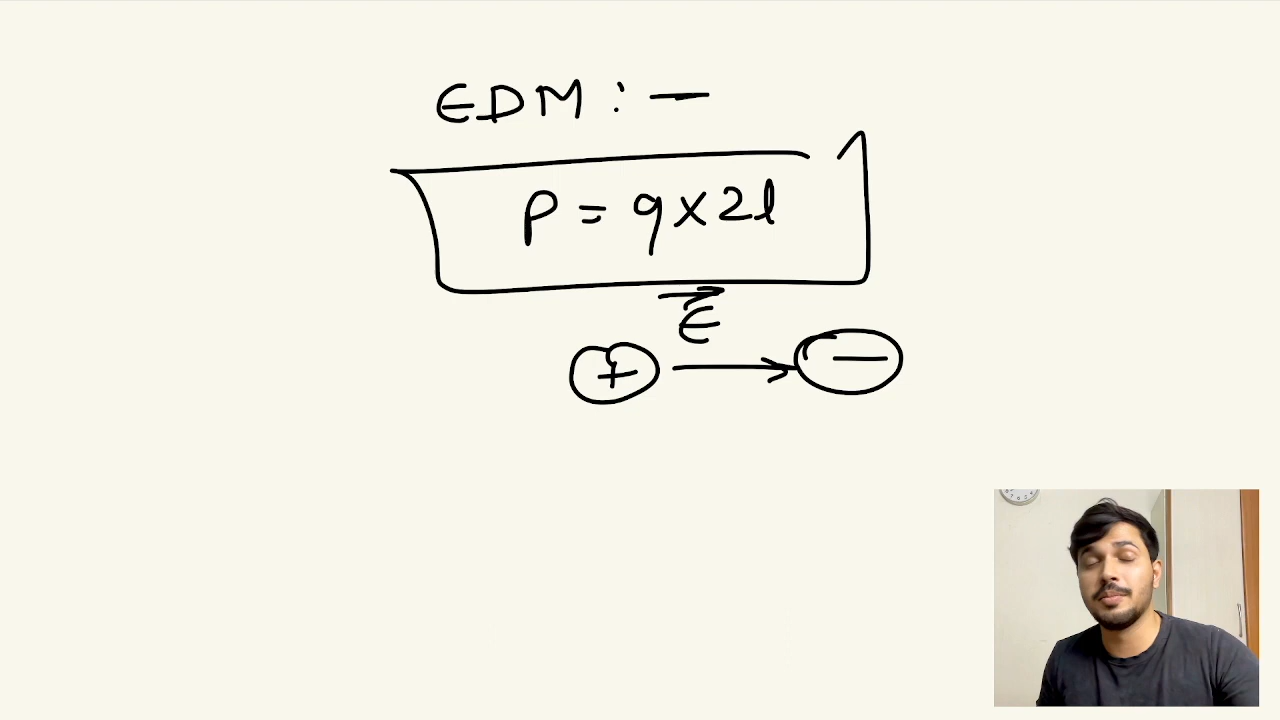 EDM : —
P = q x 2l
E
+ —